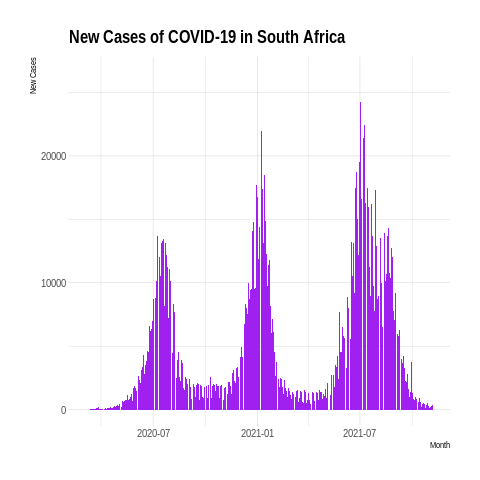 New Cases of COVID-19 in South Africa
New Cases
20000
10000
0
2020-07
2021-01
2021-07
Month